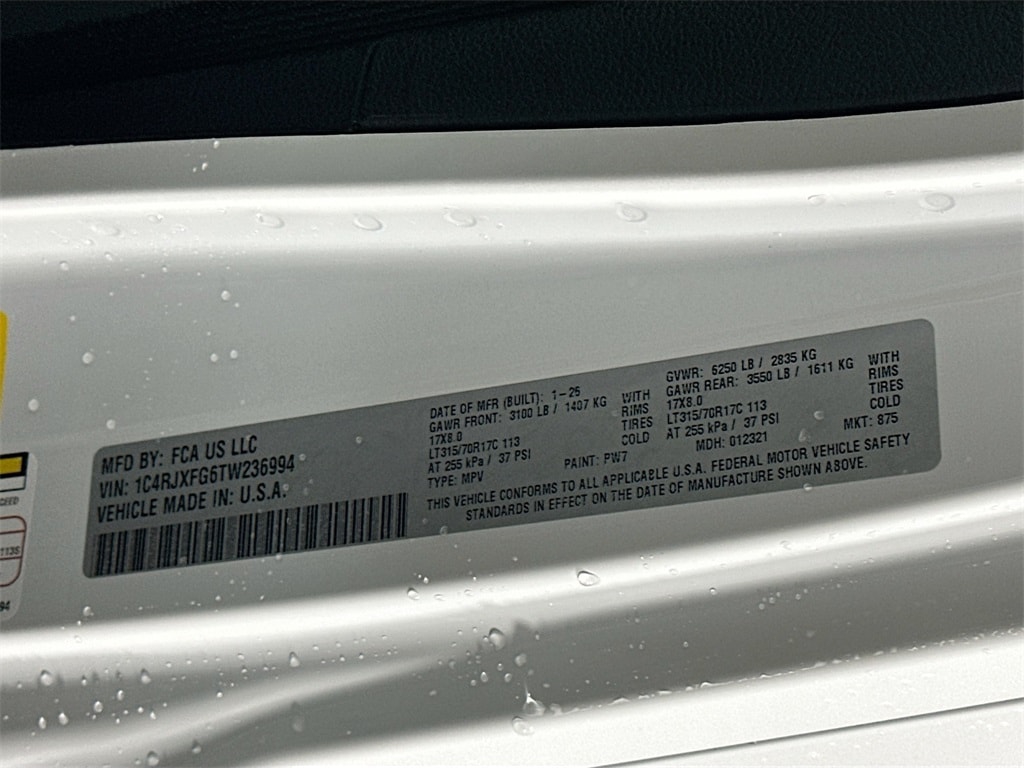 MFD BY: FCA US LLC
VIN: 1C4RJXFG6TW236994
VEHICLE MADE IN: U.S.A.
DATE OF MFR (BUILT): 1-25
GAWR FRONT: 3100 LB / 1407 KG WITH
17X8.0 RIMS
LT315/70R17C 113 TIRES
AT 255 kPa / 37 PSI COLD
TYPE: MPV
PAINT: PW7
GVWR: 6250 LB / 2835 KG
GAWR REAR: 3550 LB / 1611 KG WITH
17X8.0 RIMS
LT315/70R17C 113 TIRES
AT 255 kPa / 37 PSI COLD
MDH: 012321 MKT: 875
THIS VEHICLE CONFORMS TO ALL APPLICABLE U.S.A. FEDERAL MOTOR VEHICLE SAFETY
STANDARDS IN EFFECT ON THE DATE OF MANUFACTURE SHOWN ABOVE.
94